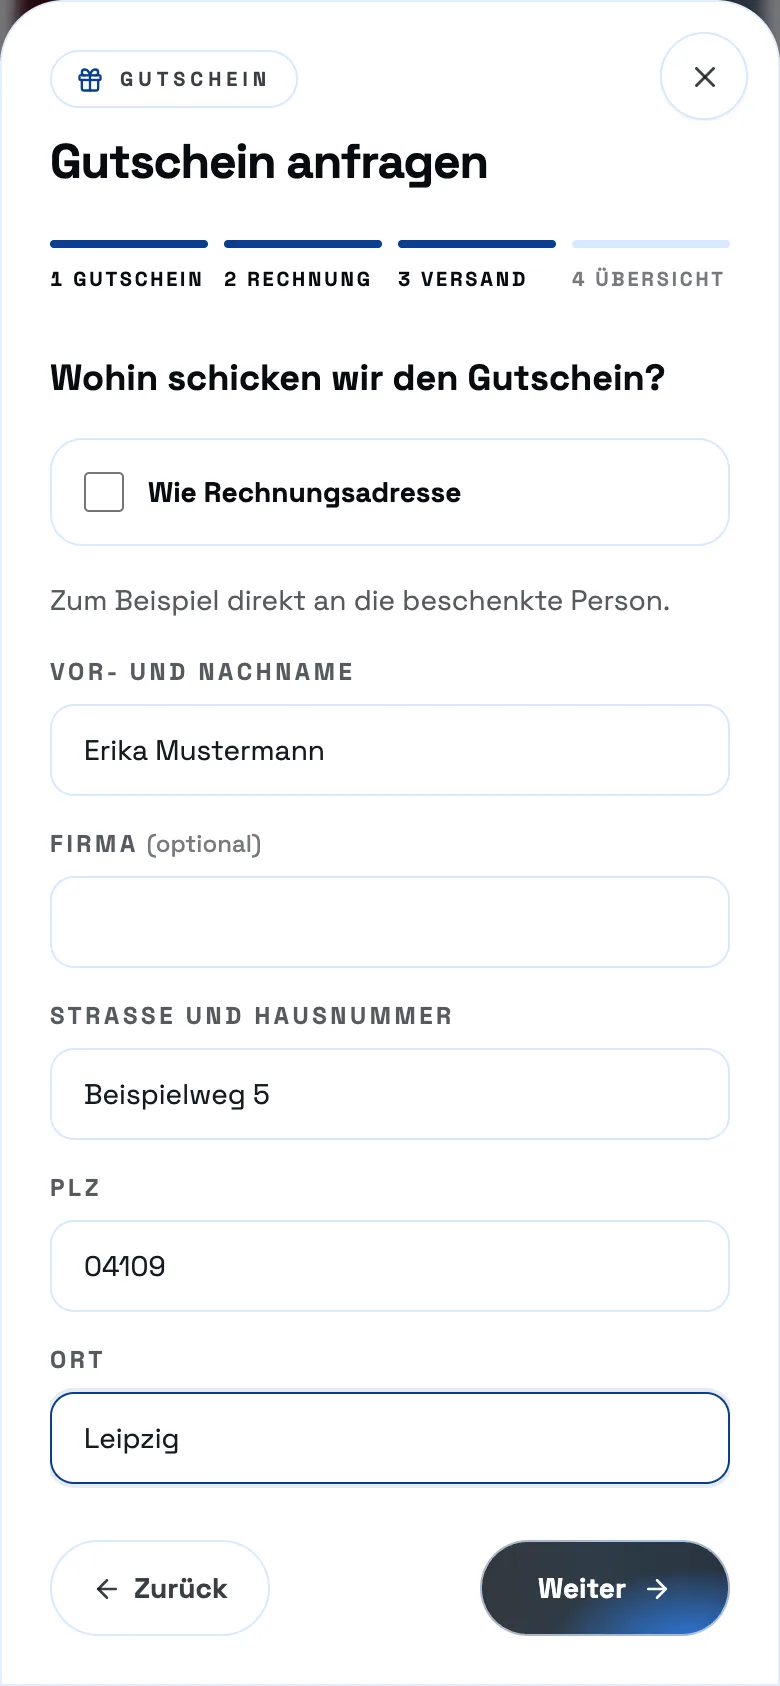 GUTSCHEIN
Gutschein anfragen
1 GUTSCHEIN 2 RECHNUNG 3 VERSAND 4 ÜBERSICHT
Wohin schicken wir den Gutschein?
Wie Rechnungsadresse
Zum Beispiel direkt an die beschenkte Person.
VOR- UND NACHNAME
Erika Mustermann
FIRMA (optional)
STRASSE UND HAUSNUMMER
Beispielweg 5
PLZ
04109
ORT
Leipzig
← Zurück Weiter →